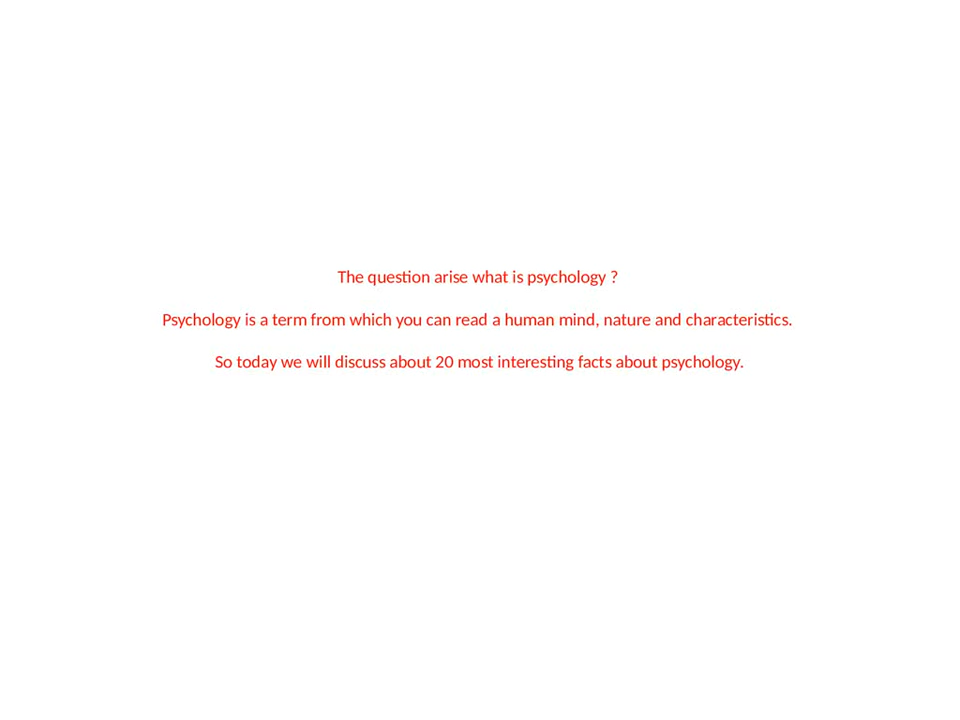 The question arise what is psychology ?
Psychology is a term from which you can read a human mind, nature and characteristics.
So today we will discuss about 20 most interesting facts about psychology.